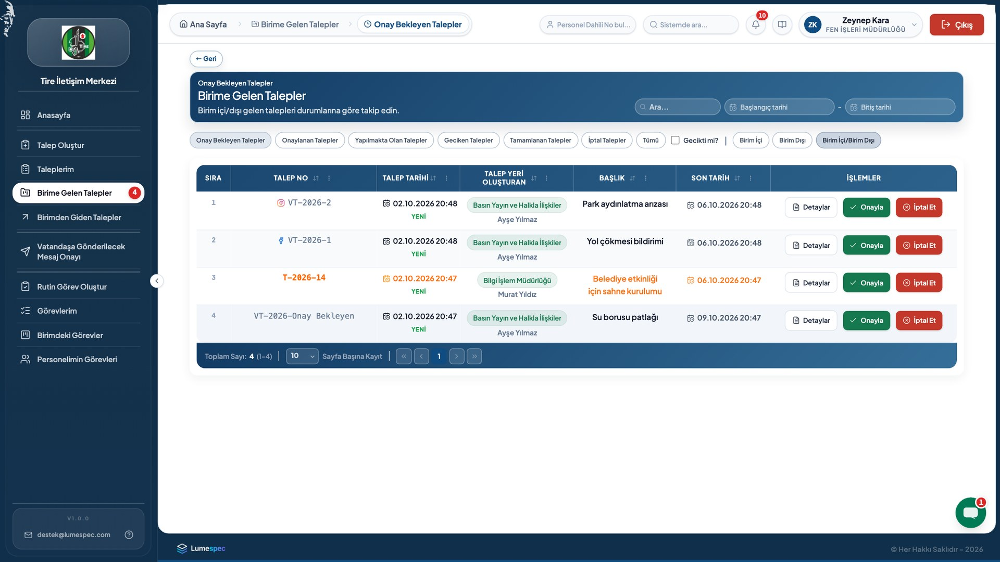 Tire İletişim Merkezi
Anasayfa
Talep Oluştur
Taleplerim
Birime Gelen Talepler 4
Birimden Giden Talepler
Vatandaşa Gönderilecek
Mesaj Onayı
Rutin Görev Oluştur
Görevlerim
Birimdeki Görevler
Personelimin Görevleri
V1.0.0
destek@lumespec.com
Ana Sayfa Birime Gelen Talepler Onay Bekleyen Talepler
Personel Dahili No bul... Sistemde ara... 10 ZK Zeynep Kara Çıkış
FEN İŞLERİ MÜDÜRLÜĞÜ
← Geri
Onay Bekleyen Talepler
Birime Gelen Talepler
Birim içi/dışı gelen talepleri durumlarına göre takip edin.
Ara... Başlangıç tarihi - Bitiş tarihi
Onay Bekleyen Talepler Onaylanan Talepler Yapılmakta Olan Talepler Geciken Talepler Tamamlanan Talepler İptal Talepler Tümü Gecikti mi? | Birim İçi Birim Dışı Birim İçi/Birim Dışı
SIRA TALEP NO TALEP TARİHİ TALEP YERİ OLUŞTURAN BAŞLIK SON TARİH İŞLEMLER
1 VT-2026-2 02.10.2026 20:48 Basın Yayın ve Halkla İlişkiler Park aydınlatma arızası 06.10.2026 20:48 Detaylar Onayla İptal Et
YENİ Ayşe Yılmaz
2 VT-2026-1 02.10.2026 20:48 Basın Yayın ve Halkla İlişkiler Yol çökmesi bildirimi 06.10.2026 20:48 Detaylar Onayla İptal Et
YENİ Ayşe Yılmaz
3 T-2026-14 02.10.2026 20:47 Bilgi İşlem Müdürlüğü Belediye etkinliği 06.10.2026 20:47 Detaylar Onayla İptal Et
YENİ Murat Yıldız için sahne kurulumu
4 VT-2026-Onay Bekleyen 02.10.2026 20:47 Basın Yayın ve Halkla İlişkiler Su borusu patlağı 09.10.2026 20:47 Detaylar Onayla İptal Et
YENİ Ayşe Yılmaz
Toplam Sayı: 4 (1-4) | 10 Sayfa Başına Kayıt | « ‹ 1 › »
1
Lumespec
© Her Hakkı Saklıdır - 2026